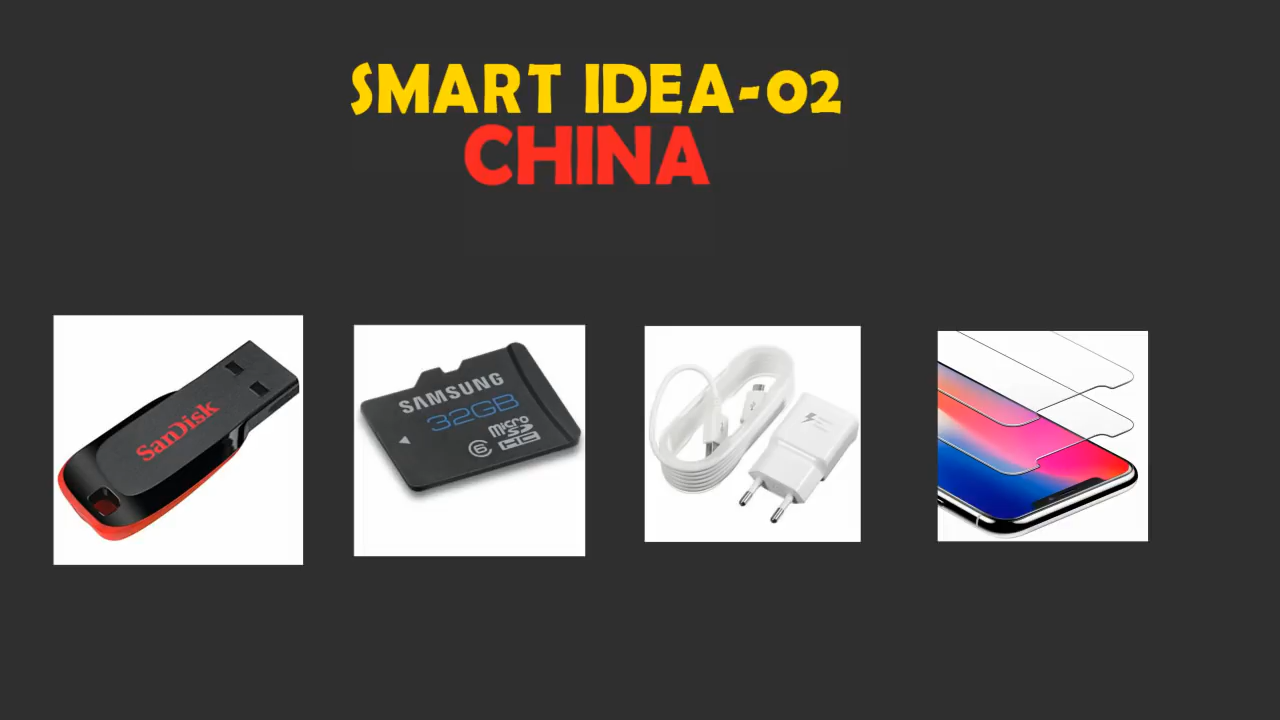 SMART IDEA-02
CHINA
SanDisk
SAMSUNG
32GB
micro
SD
HC
6